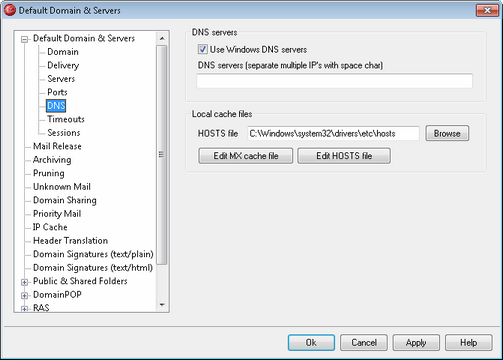 Default Domain & Servers
Default Domain & Servers
Domain
Delivery
Servers
Ports
DNS
Timeouts
Sessions
Mail Release
Archiving
Pruning
Unknown Mail
Domain Sharing
Priority Mail
IP Cache
Header Translation
Domain Signatures (text/plain)
Domain Signatures (text/html)
Public & Shared Folders
DomainPOP
RAS
DNS servers
Use Windows DNS servers
DNS servers (separate multiple IP's with space char)
Local cache files
HOSTS file C:\Windows\system32\drivers\etc\hosts Browse
Edit MX cache file Edit HOSTS file
Ok Cancel Apply Help